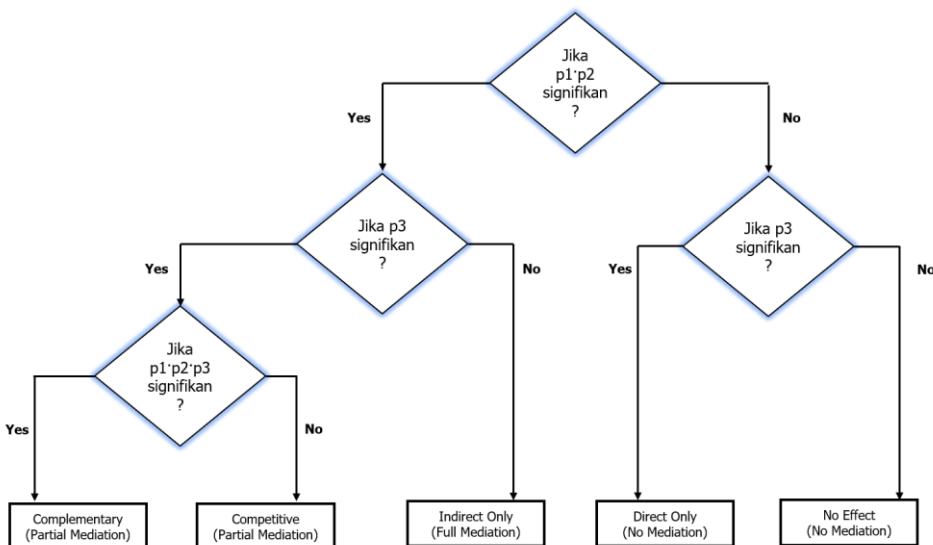 Jika
p1·p2
signifikan
?
Yes
No
Jika p3
signifikan
?
Jika p3
signifikan
?
Yes
No
Yes
No
Jika
p1·p2·p3
signifikan
?
Yes
No
Complementary
(Partial Mediation)
Competitive
(Partial Mediation)
Indirect Only
(Full Mediation)
Direct Only
(No Mediation)
No Effect
(No Mediation)